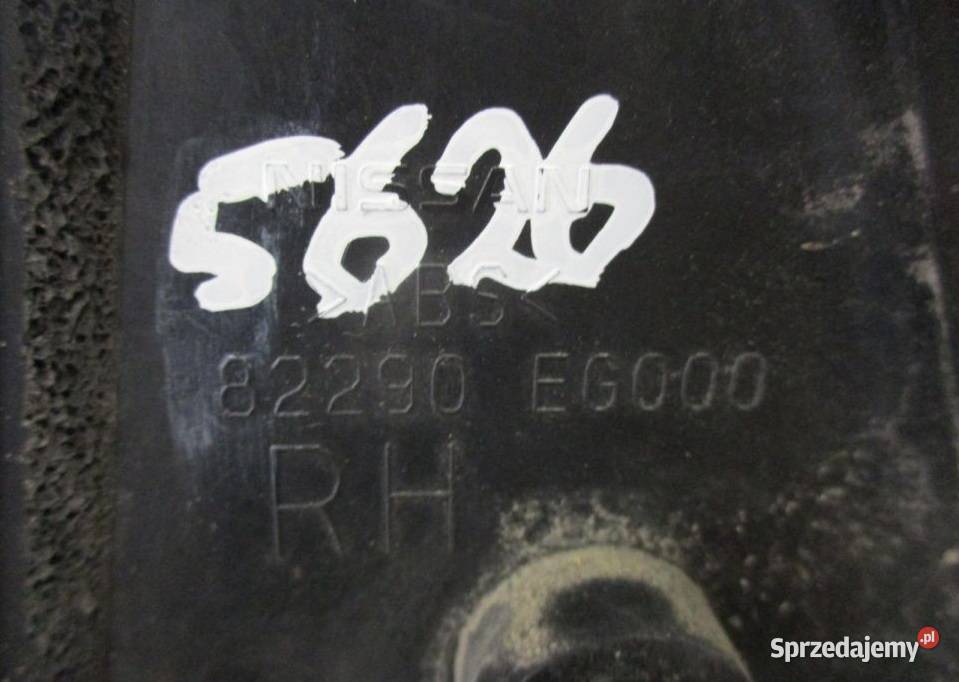 5626
NISSAN
>ABS<
82290 EG000
RH
Sprzedajemy.pl